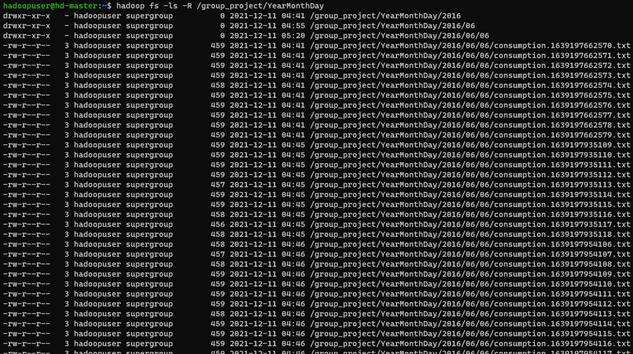 hadoopuser@hd-master:~$ hadoop fs -ls -R /group_project/YearMonthDay
drwxr-xr-x - hadoopuser supergroup 0 2021-12-11 04:41 /group_project/YearMonthDay/2016
drwxr-xr-x - hadoopuser supergroup 0 2021-12-11 04:55 /group_project/YearMonthDay/2016/06
drwxr-xr-x - hadoopuser supergroup 0 2021-12-11 05:20 /group_project/YearMonthDay/2016/06/06
-rw-r--r-- 3 hadoopuser supergroup 459 2021-12-11 04:41 /group_project/YearMonthDay/2016/06/06/consumption.1639197662570.txt
-rw-r--r-- 3 hadoopuser supergroup 459 2021-12-11 04:41 /group_project/YearMonthDay/2016/06/06/consumption.1639197662571.txt
-rw-r--r-- 3 hadoopuser supergroup 459 2021-12-11 04:41 /group_project/YearMonthDay/2016/06/06/consumption.1639197662572.txt
-rw-r--r-- 3 hadoopuser supergroup 459 2021-12-11 04:41 /group_project/YearMonthDay/2016/06/06/consumption.1639197662573.txt
-rw-r--r-- 3 hadoopuser supergroup 458 2021-12-11 04:41 /group_project/YearMonthDay/2016/06/06/consumption.1639197662574.txt
-rw-r--r-- 3 hadoopuser supergroup 459 2021-12-11 04:41 /group_project/YearMonthDay/2016/06/06/consumption.1639197662575.txt
-rw-r--r-- 3 hadoopuser supergroup 459 2021-12-11 04:41 /group_project/YearMonthDay/2016/06/06/consumption.1639197662576.txt
-rw-r--r-- 3 hadoopuser supergroup 459 2021-12-11 04:41 /group_project/YearMonthDay/2016/06/06/consumption.1639197662577.txt
-rw-r--r-- 3 hadoopuser supergroup 459 2021-12-11 04:41 /group_project/YearMonthDay/2016/06/06/consumption.1639197662578.txt
-rw-r--r-- 3 hadoopuser supergroup 459 2021-12-11 04:41 /group_project/YearMonthDay/2016/06/06/consumption.1639197662579.txt
-rw-r--r-- 3 hadoopuser supergroup 459 2021-12-11 04:45 /group_project/YearMonthDay/2016/06/06/consumption.1639197935109.txt
-rw-r--r-- 3 hadoopuser supergroup 459 2021-12-11 04:45 /group_project/YearMonthDay/2016/06/06/consumption.1639197935110.txt
-rw-r--r-- 3 hadoopuser supergroup 459 2021-12-11 04:45 /group_project/YearMonthDay/2016/06/06/consumption.1639197935111.txt
-rw-r--r-- 3 hadoopuser supergroup 459 2021-12-11 04:45 /group_project/YearMonthDay/2016/06/06/consumption.1639197935112.txt
-rw-r--r-- 3 hadoopuser supergroup 457 2021-12-11 04:45 /group_project/YearMonthDay/2016/06/06/consumption.1639197935113.txt
-rw-r--r-- 3 hadoopuser supergroup 459 2021-12-11 04:45 /group_project/YearMonthDay/2016/06/06/consumption.1639197935114.txt
-rw-r--r-- 3 hadoopuser supergroup 459 2021-12-11 04:45 /group_project/YearMonthDay/2016/06/06/consumption.1639197935115.txt
-rw-r--r-- 3 hadoopuser supergroup 458 2021-12-11 04:45 /group_project/YearMonthDay/2016/06/06/consumption.1639197935116.txt
-rw-r--r-- 3 hadoopuser supergroup 456 2021-12-11 04:45 /group_project/YearMonthDay/2016/06/06/consumption.1639197935117.txt
-rw-r--r-- 3 hadoopuser supergroup 457 2021-12-11 04:45 /group_project/YearMonthDay/2016/06/06/consumption.1639197935118.txt
-rw-r--r-- 3 hadoopuser supergroup 458 2021-12-11 04:46 /group_project/YearMonthDay/2016/06/06/consumption.1639197954106.txt
-rw-r--r-- 3 hadoopuser supergroup 457 2021-12-11 04:46 /group_project/YearMonthDay/2016/06/06/consumption.1639197954107.txt
-rw-r--r-- 3 hadoopuser supergroup 458 2021-12-11 04:46 /group_project/YearMonthDay/2016/06/06/consumption.1639197954108.txt
-rw-r--r-- 3 hadoopuser supergroup 459 2021-12-11 04:46 /group_project/YearMonthDay/2016/06/06/consumption.1639197954109.txt
-rw-r--r-- 3 hadoopuser supergroup 459 2021-12-11 04:46 /group_project/YearMonthDay/2016/06/06/consumption.1639197954110.txt
-rw-r--r-- 3 hadoopuser supergroup 459 2021-12-11 04:46 /group_project/YearMonthDay/2016/06/06/consumption.1639197954111.txt
-rw-r--r-- 3 hadoopuser supergroup 459 2021-12-11 04:46 /group_project/YearMonthDay/2016/06/06/consumption.1639197954112.txt
-rw-r--r-- 3 hadoopuser supergroup 458 2021-12-11 04:46 /group_project/YearMonthDay/2016/06/06/consumption.1639197954113.txt
-rw-r--r-- 3 hadoopuser supergroup 459 2021-12-11 04:46 /group_project/YearMonthDay/2016/06/06/consumption.1639197954114.txt
-rw-r--r-- 3 hadoopuser supergroup 459 2021-12-11 04:46 /group_project/YearMonthDay/2016/06/06/consumption.1639197954115.txt
-rw-r--r-- 3 hadoopuser supergroup 459 2021-12-11 04:46 /group_project/YearMonthDay/2016/06/06/consumption.1639197954116.txt